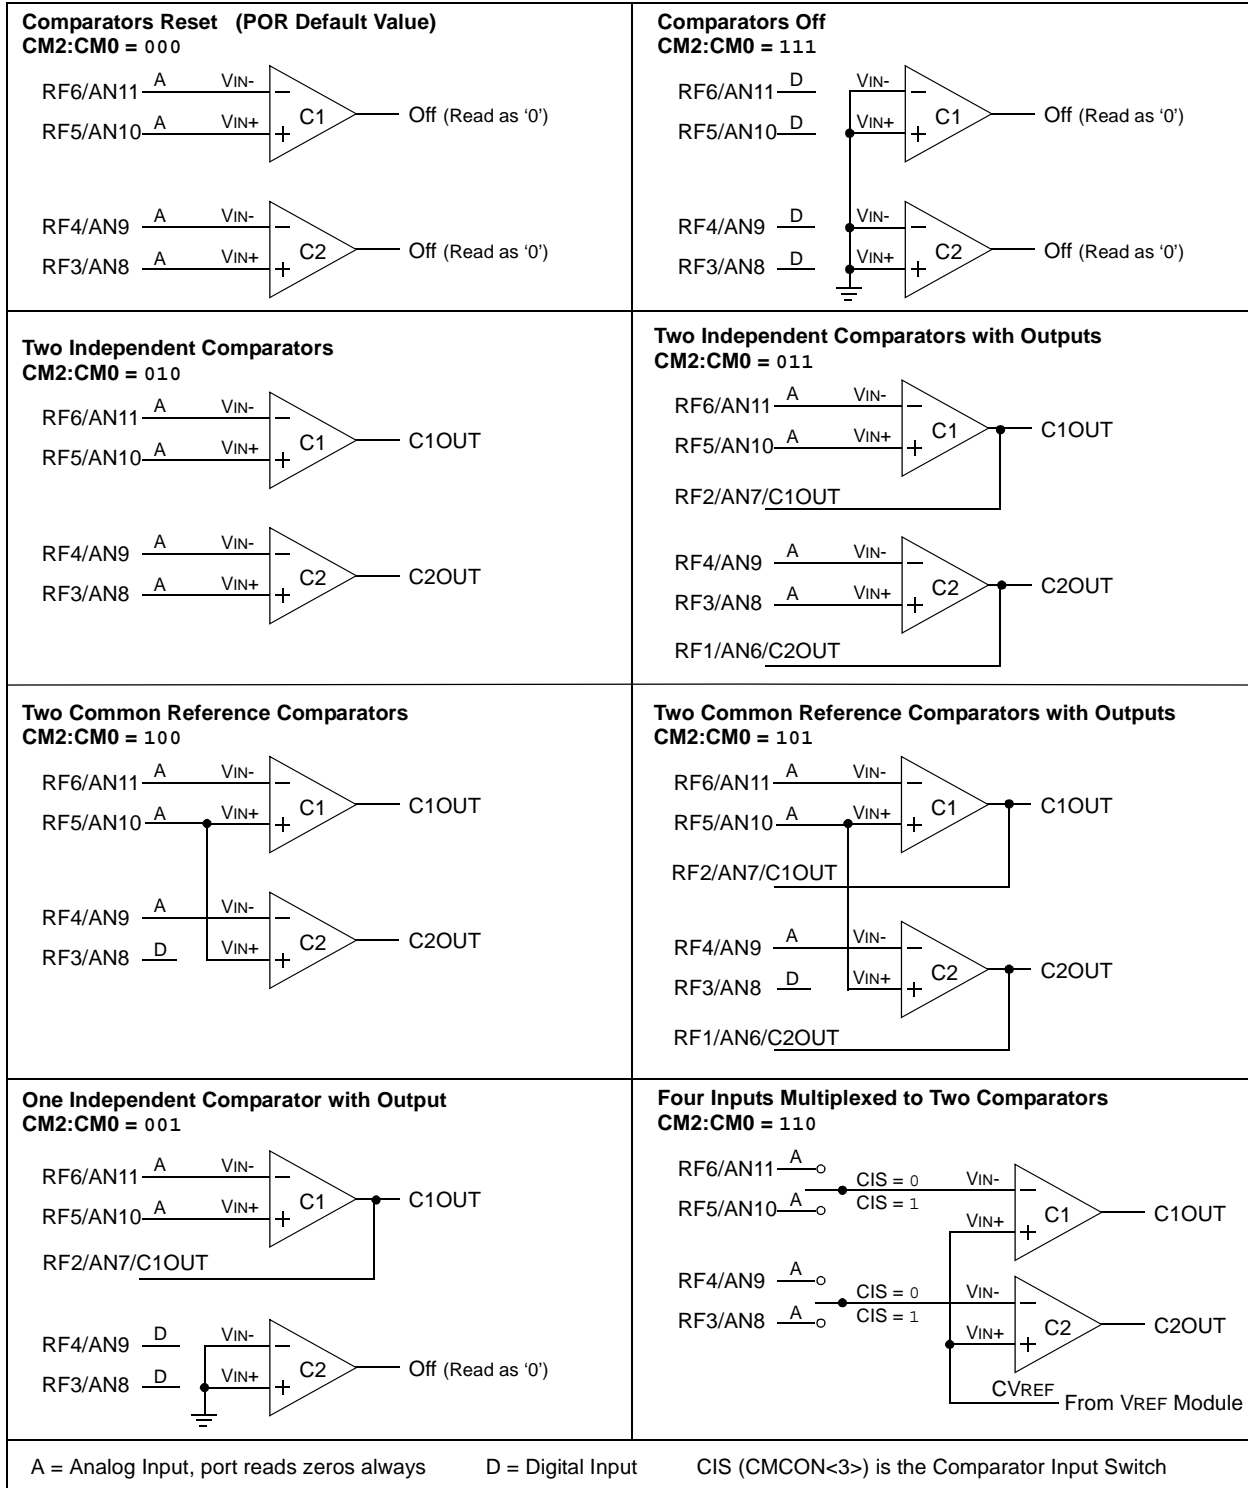 Comparators Reset (POR Default Value)
CM2:CM0 = 000
RF6/AN11 A VIN-
RF5/AN10 A VIN+
C1
Off (Read as ‘0’)
RF4/AN9 A VIN-
RF3/AN8 A VIN+
C2
Off (Read as ‘0’)
Comparators Off
CM2:CM0 = 111
RF6/AN11 D VIN-
RF5/AN10 D VIN+
C1
Off (Read as ‘0’)
RF4/AN9 D VIN-
RF3/AN8 D VIN+
C2
Off (Read as ‘0’)
Two Independent Comparators
CM2:CM0 = 010
RF6/AN11 A VIN-
RF5/AN10 A VIN+
C1
C1OUT
RF4/AN9 A VIN-
RF3/AN8 A VIN+
C2
C2OUT
Two Independent Comparators with Outputs
CM2:CM0 = 011
RF6/AN11 A VIN-
RF5/AN10 A VIN+
C1
C1OUT
RF2/AN7/C1OUT
RF4/AN9 A VIN-
RF3/AN8 A VIN+
C2
C2OUT
RF1/AN6/C2OUT
Two Common Reference Comparators
CM2:CM0 = 100
RF6/AN11 A VIN-
RF5/AN10 A VIN+
C1
C1OUT
RF4/AN9 A VIN-
RF3/AN8 D VIN+
C2
C2OUT
Two Common Reference Comparators with Outputs
CM2:CM0 = 101
RF6/AN11 A VIN-
RF5/AN10 A VIN+
C1
C1OUT
RF2/AN7/C1OUT
RF4/AN9 A VIN-
RF3/AN8 D VIN+
C2
C2OUT
RF1/AN6/C2OUT
One Independent Comparator with Output
CM2:CM0 = 001
RF6/AN11 A VIN-
RF5/AN10 A VIN+
C1
C1OUT
RF2/AN7/C1OUT
RF4/AN9 D VIN-
RF3/AN8 D VIN+
C2
Off (Read as ‘0’)
Four Inputs Multiplexed to Two Comparators
CM2:CM0 = 110
RF6/AN11 A
CIS = 0 VIN-
RF5/AN10 A CIS = 1
VIN+
C1
C1OUT
RF4/AN9 A
CIS = 0 VIN-
RF3/AN8 A CIS = 1
VIN+
C2
C2OUT
CVREF
From VREF Module
A = Analog Input, port reads zeros always D = Digital Input CIS (CMCON<3>) is the Comparator Input Switch